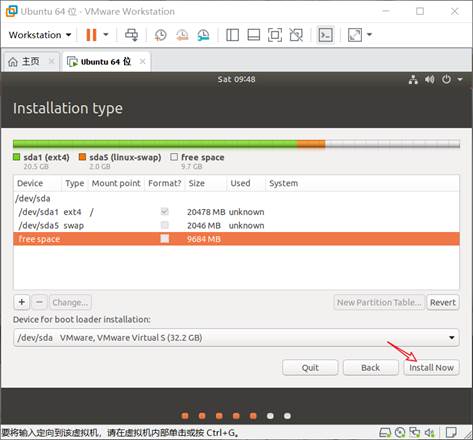 Ubuntu 64 位 - VMware Workstation
Workstation
主页
Ubuntu 64 位
Sat 09:48
Installation type
sda1 (ext4) sda5 (linux-swap) free space
20.5 GB 2.0 GB 9.7 GB
Device Type Mount point Format? Size Used System
/dev/sda
/dev/sda1 ext4 / 20478 MB unknown
/dev/sda5 swap 2046 MB unknown
free space 9684 MB
+ − Change... New Partition Table... Revert
Device for boot loader installation:
/dev/sda VMware, VMware Virtual S (32.2 GB)
Quit Back Install Now
要将输入定向到该虚拟机，请在虚拟机内部单击或按 Ctrl+G。